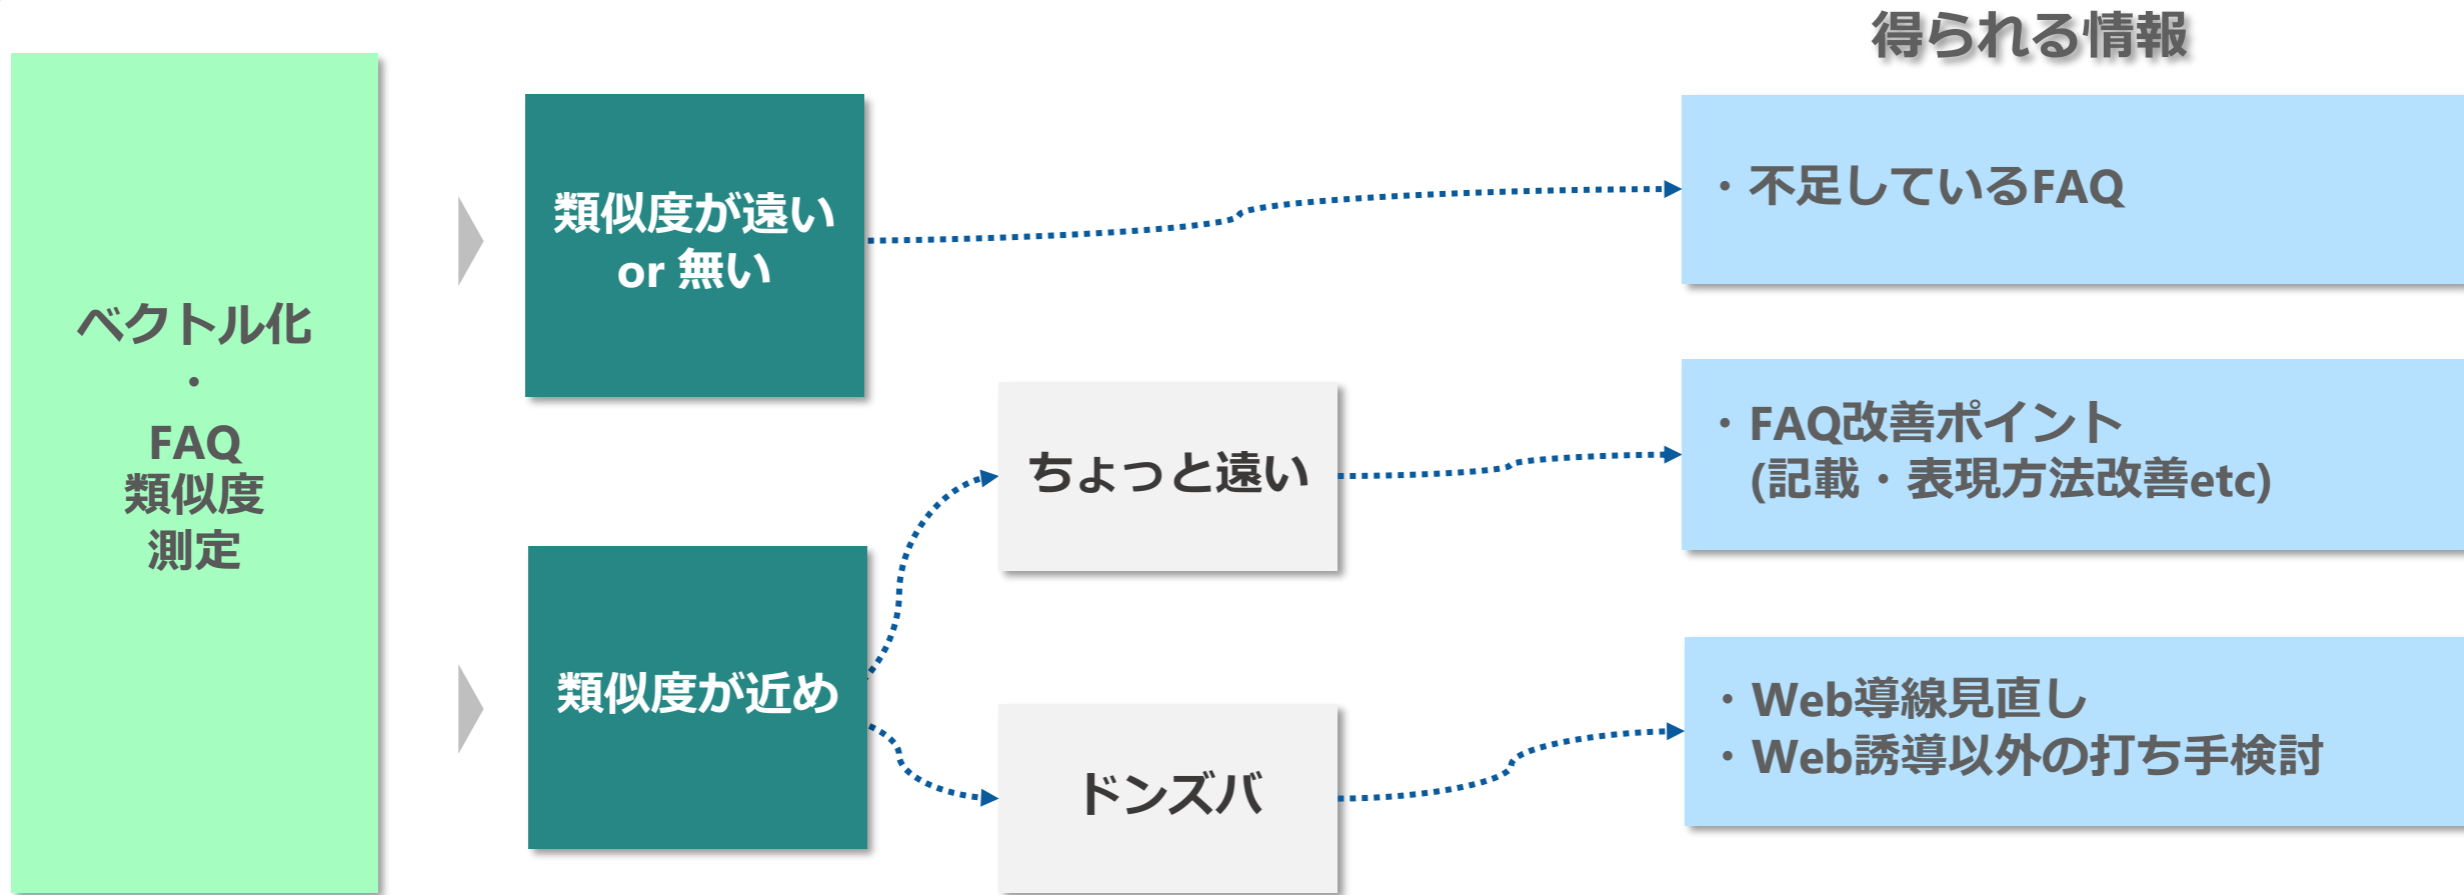 得られる情報
ベクトル化
・
FAQ
類似度
測定
類似度が遠い
or 無い
・不足しているFAQ
ちょっと遠い
・FAQ改善ポイント
(記載・表現方法改善etc)
類似度が近め
ドンズバ
・Web導線見直し
・Web誘導以外の打ち手検討